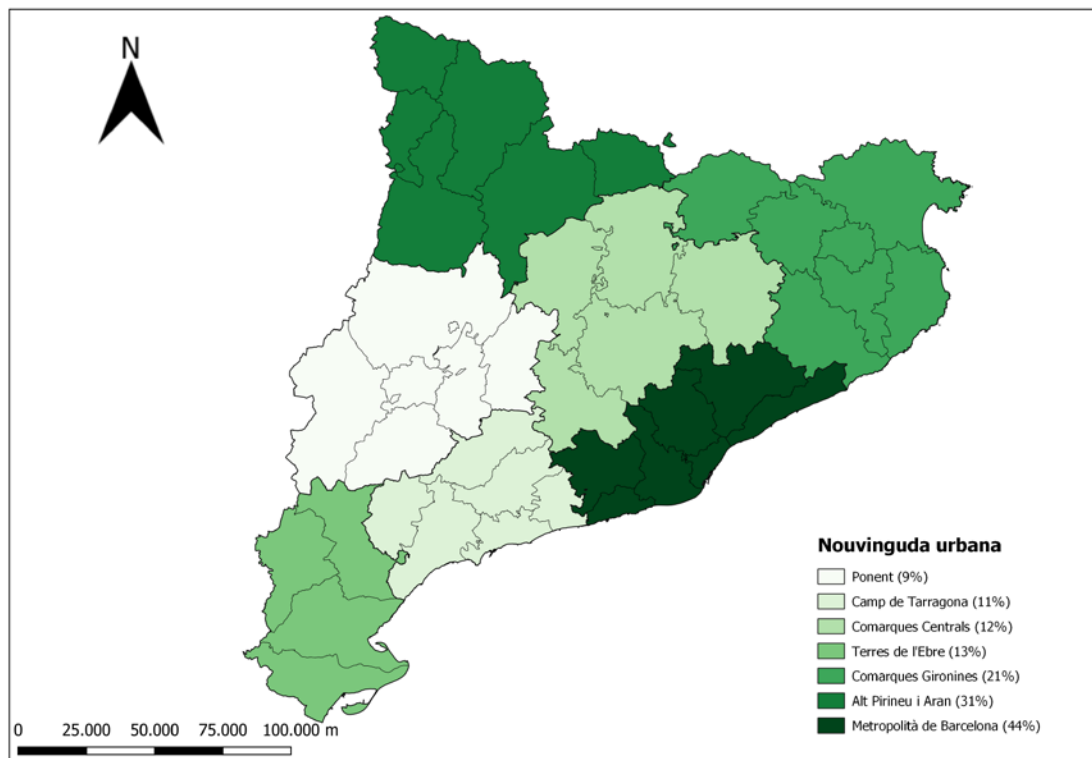 N
Nouvinguda urbana
Ponent (9%)
Camp de Tarragona (11%)
Comarques Centrals (12%)
Terres de l'Ebre (13%)
Comarques Gironines (21%)
Alt Pirineu i Aran (31%)
Metropolità de Barcelona (44%)
0 25.000 50.000 75.000 100.000 m